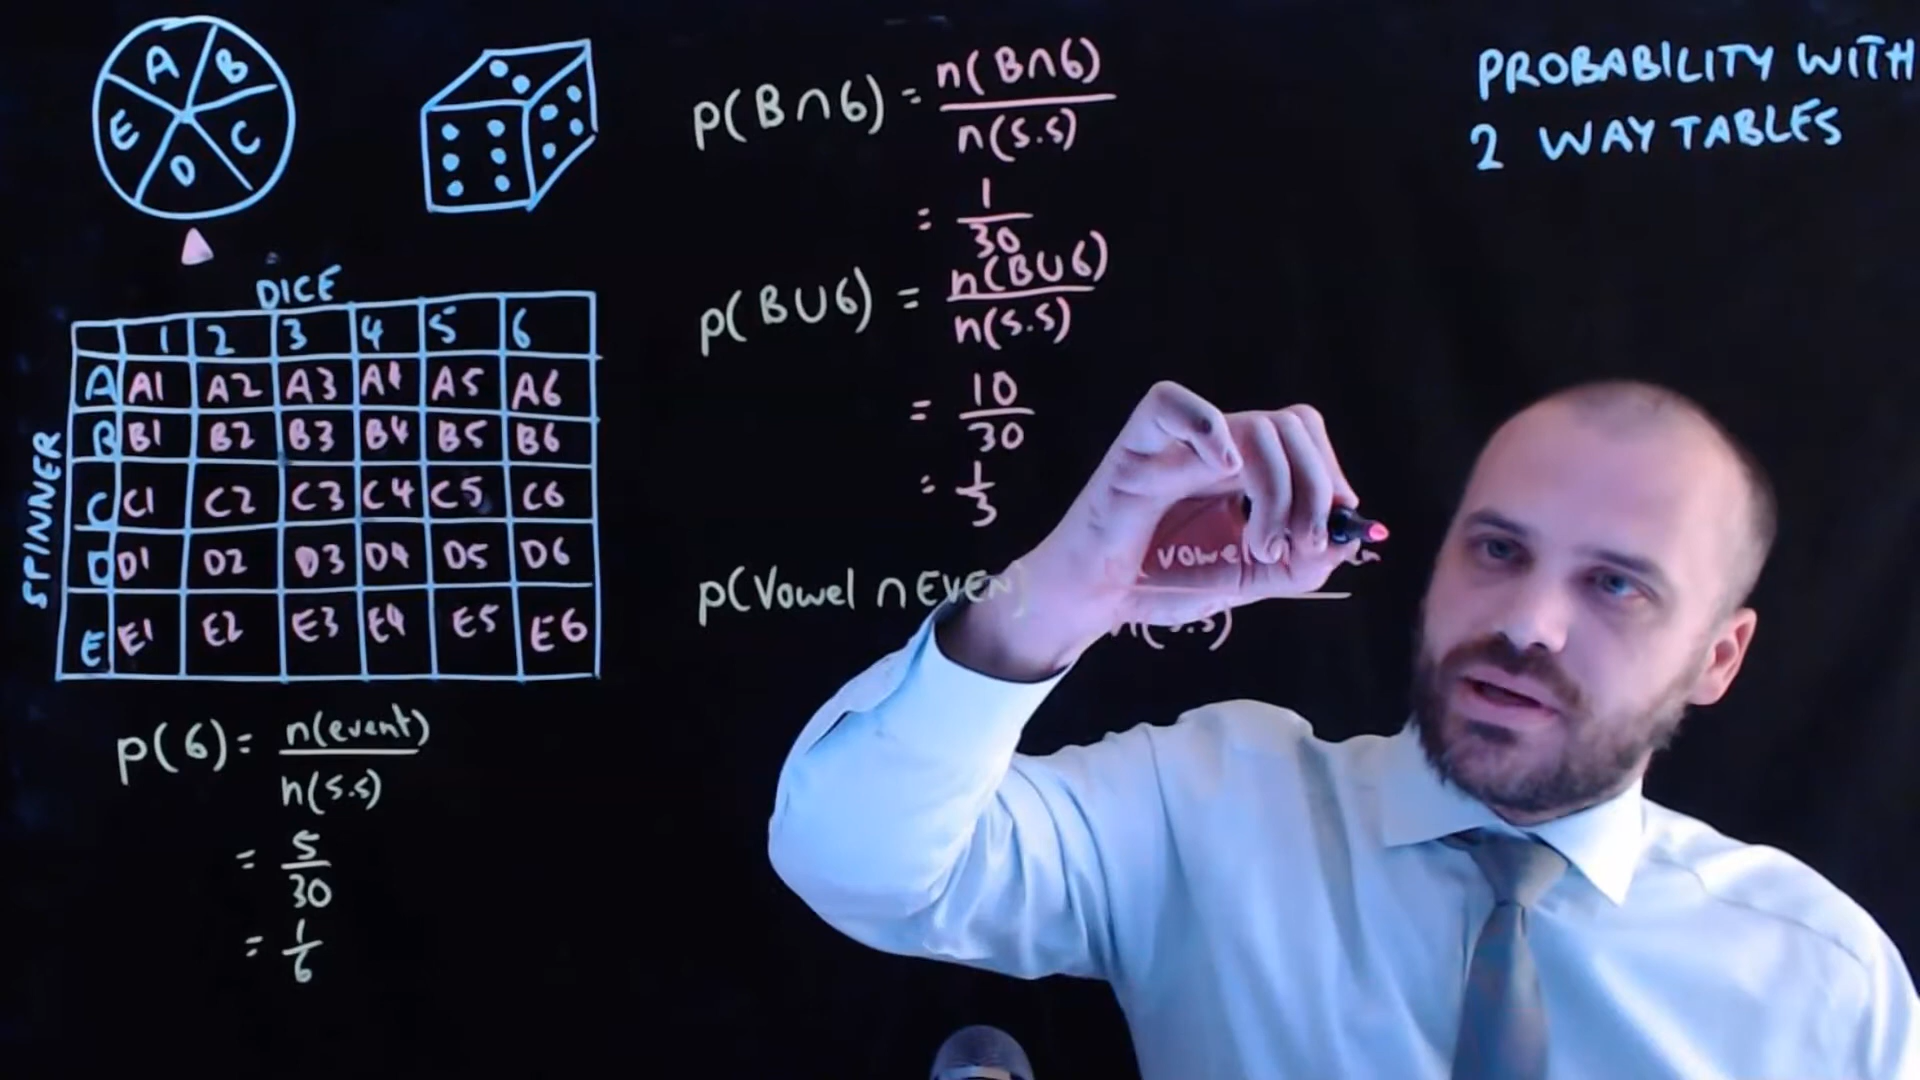 A B
E C
D
DICE
1 2 3 4 5 6
A A1 A2 A3 A4 A5 A6
B B1 B2 B3 B4 B5 B6
C C1 C2 C3 C4 C5 C6
D D1 D2 D3 D4 D5 D6
E E1 E2 E3 E4 E5 E6
SPINNER
p(6) = n(event)
n(s.s)
= 5
30
= 1
6
p(B∩6) = n(B∩6)
n(s.s)
= 1
30
p(B∪6) = n(B∪6)
n(s.s)
= 10
30
= 1
3
p(Vowel ∩ EVEN)
vowel
n(s.s)
PROBABILITY WITH
2 WAY TABLES